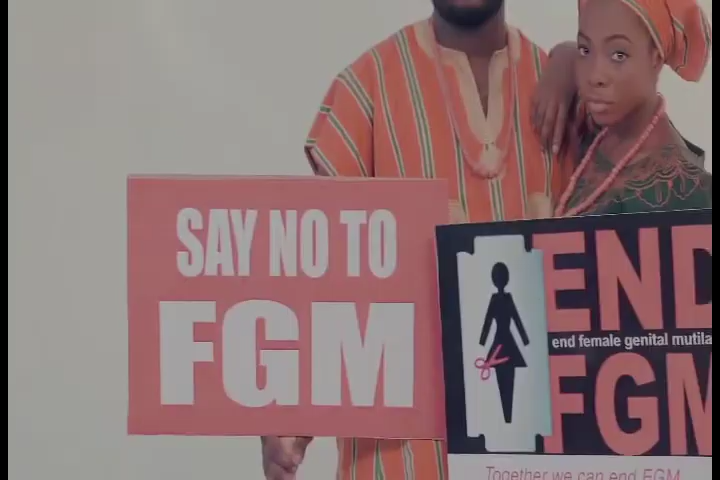 SAY NO TO
FGM
END
end female genital mutila
FGM
Together we can end FGM